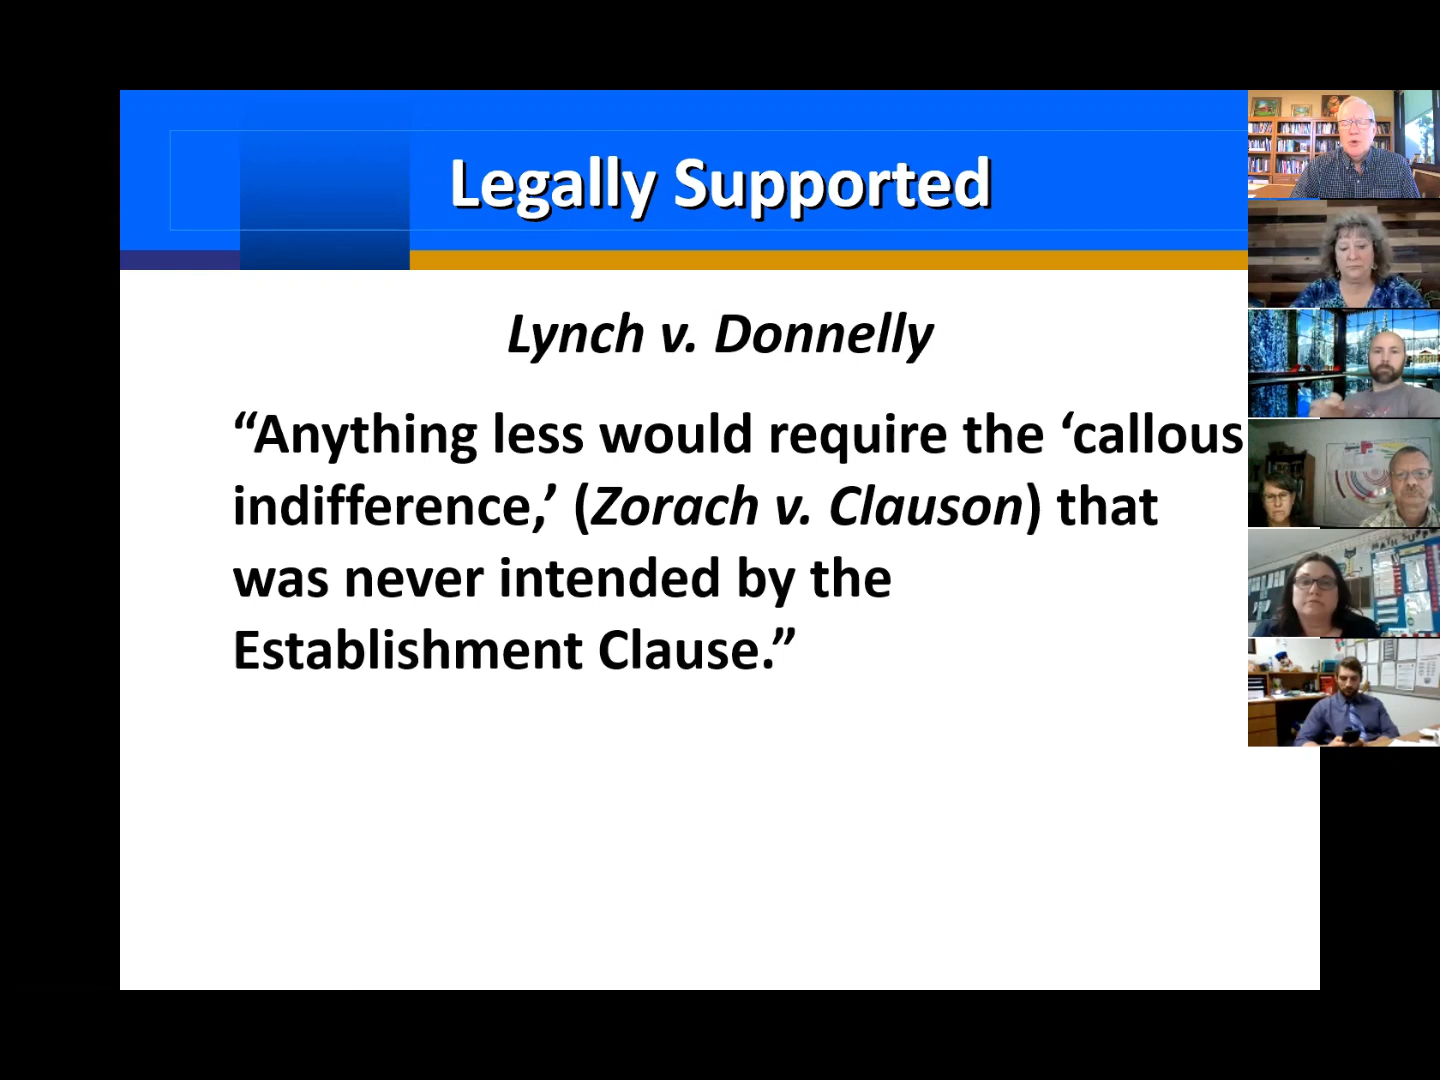 Legally Supported
Lynch v. Donnelly
“Anything less would require the ‘callous
indifference,’ (Zorach v. Clauson) that
was never intended by the
Establishment Clause.”